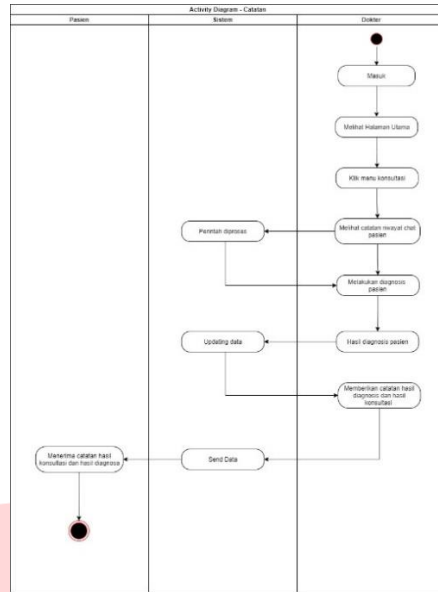 Activity Diagram - Catatan
Pasien
Sistem
Dokter
Masuk
Melihat Halaman Utama
Klik menu konsultasi
Melihat catatan riwayat chat
pasien
Perintah diproses
Melakukan diagnosis
pasien
Updating data
Hasil diagnosis pasien
Memberikan catatan hasil
diagnosis dan hasil
konsultasi
Menerima catatan hasil
konsultasi dan hasil diagnosa
Send Data